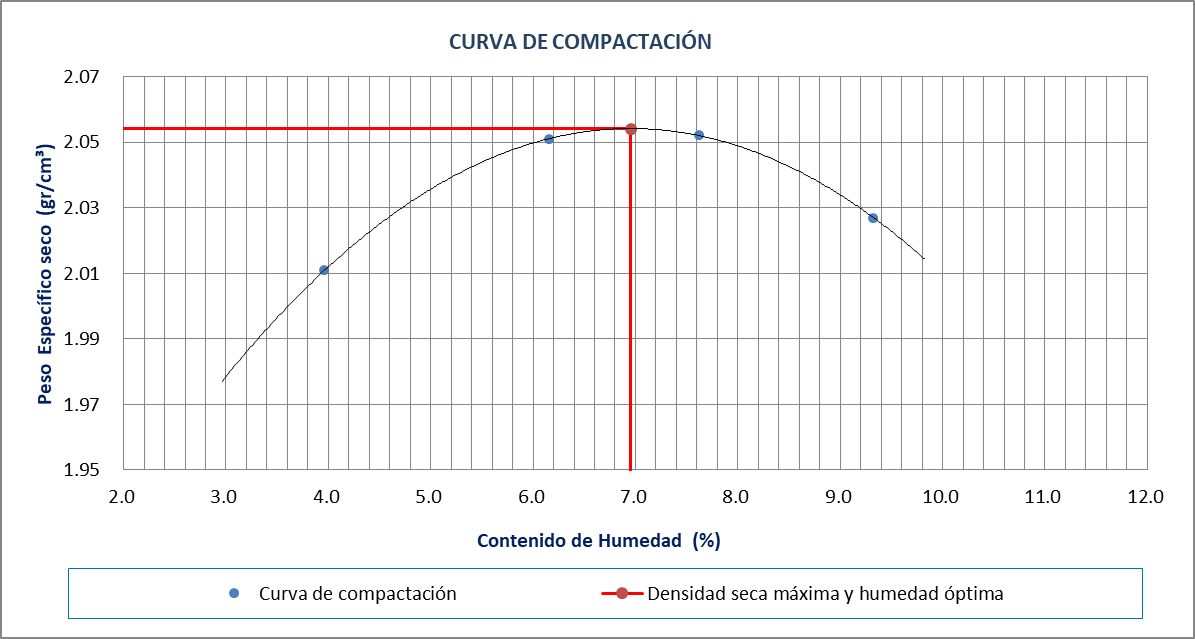 CURVA DE COMPACTACIÓN
2.07
2.05
2.03
2.01
1.99
1.97
1.95
Peso Específico seco (gr/cm³)
2.0 3.0 4.0 5.0 6.0 7.0 8.0 9.0 10.0 11.0 12.0
Contenido de Humedad (%)
Curva de compactación
Densidad seca máxima y humedad óptima